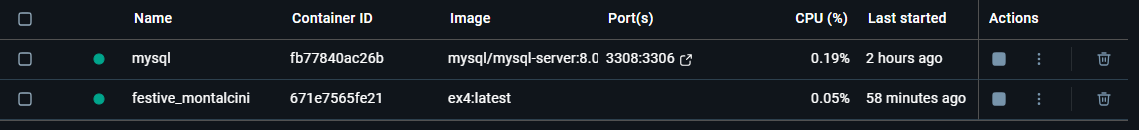 Name Container ID Image Port(s) CPU (%) Last started Actions
mysql fb77840ac26b mysql/mysql-server:8.0 3308:3306 0.19% 2 hours ago
festive_montalcini 671e7565fe21 ex4:latest 0.05% 58 minutes ago